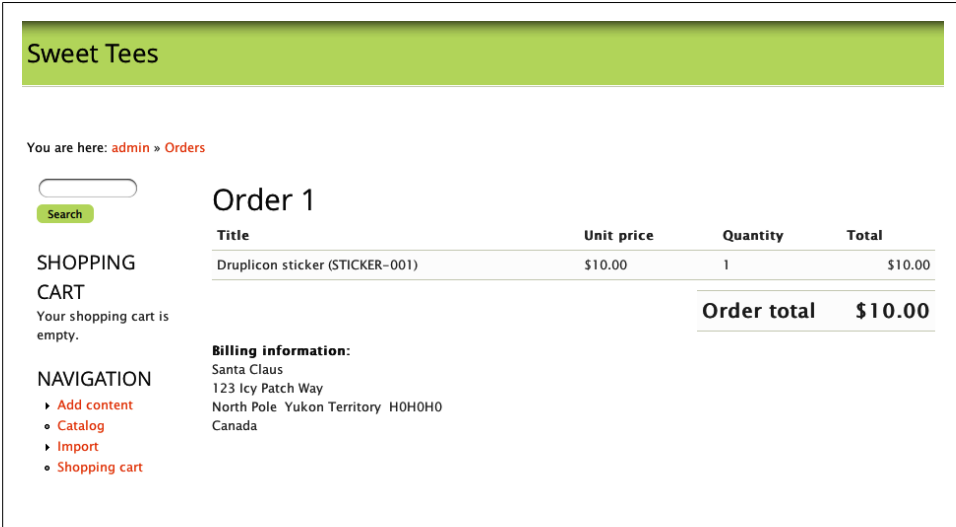 Sweet Tees
You are here: admin » Orders
Search
SHOPPING
CART
Your shopping cart is
empty.
NAVIGATION
Add content
Catalog
Import
Shopping cart
Order 1
Title Unit price Quantity Total
Druplicon sticker (STICKER-001) $10.00 1 $10.00
Order total $10.00
Billing information:
Santa Claus
123 Icy Patch Way
North Pole Yukon Territory H0H0H0
Canada